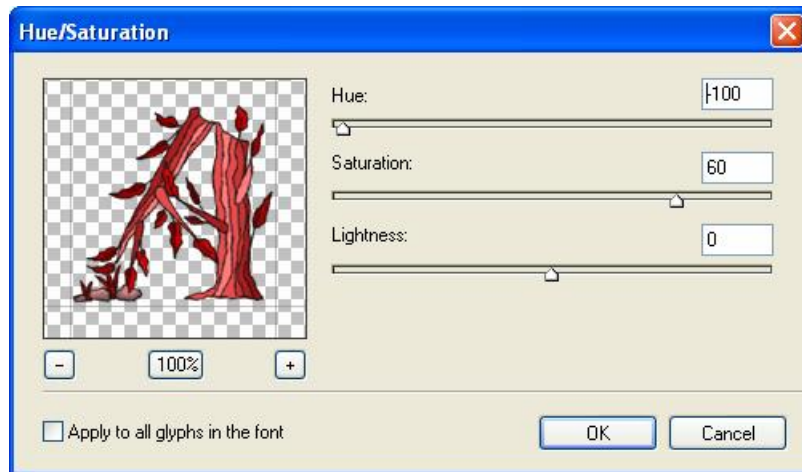 Hue/Saturation
Hue: -100
Saturation: 60
Lightness: 0
- 100% +
Apply to all glyphs in the font
OK Cancel